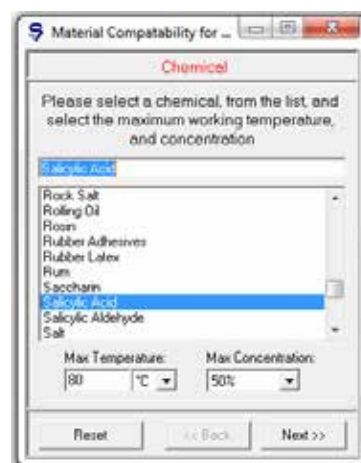 Material Compatability for ...
Chemical
Please select a chemical, from the list, and
select the maximum working temperature,
and concentration
Salicylic Acid
Rock Salt
Rolling Oil
Rosin
Rubber Adhesives
Rubber Latex
Rum
Saccharin
Salicylic Acid
Salicylic Aldehyde
Salt
Max Temperature: Max Concentration:
80 °C 50%
Reset << Back Next >>